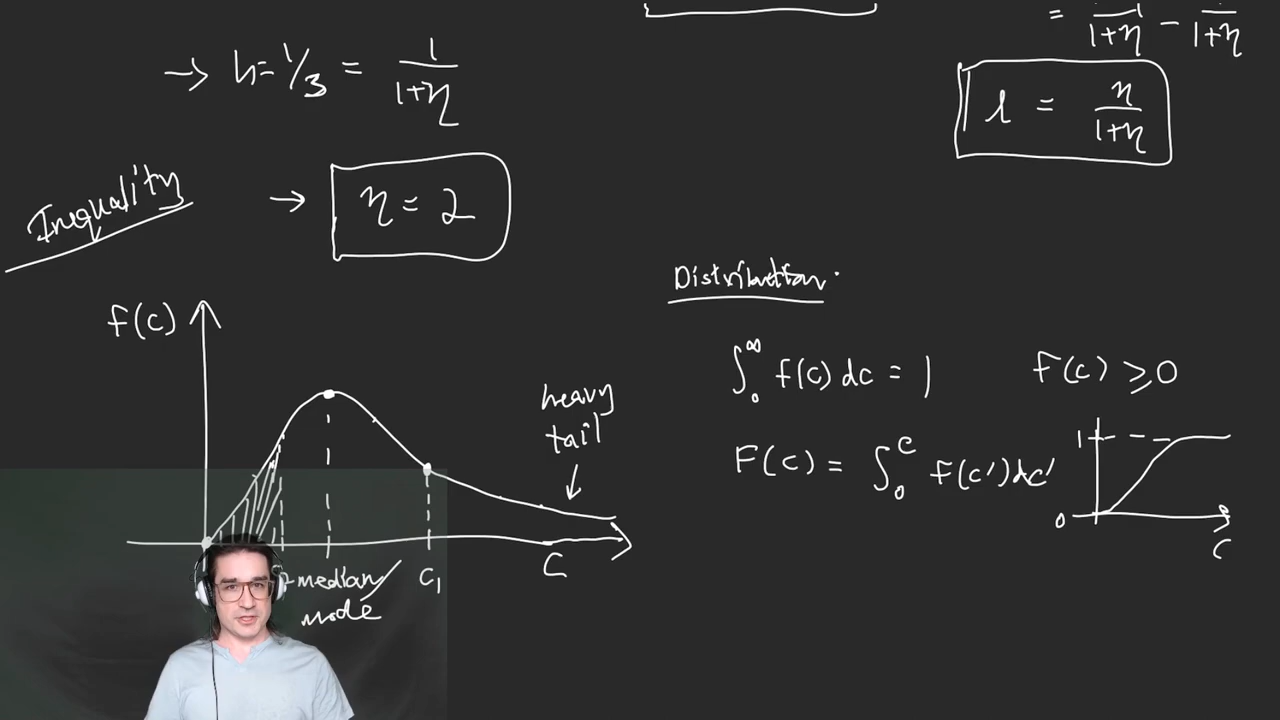 = 1/1+η - 1+η
→ h = 1/3 = 1/1+η
l = η/1+η
Inequality
→ η = 2
Distribution.
f(c)
∫₀^∞ f(c) dc = 1
F(c) ≥ 0
heavy
tail
F(c) = ∫₀^c f(c')dc'
1
0
c
median/
mode
c₁
c